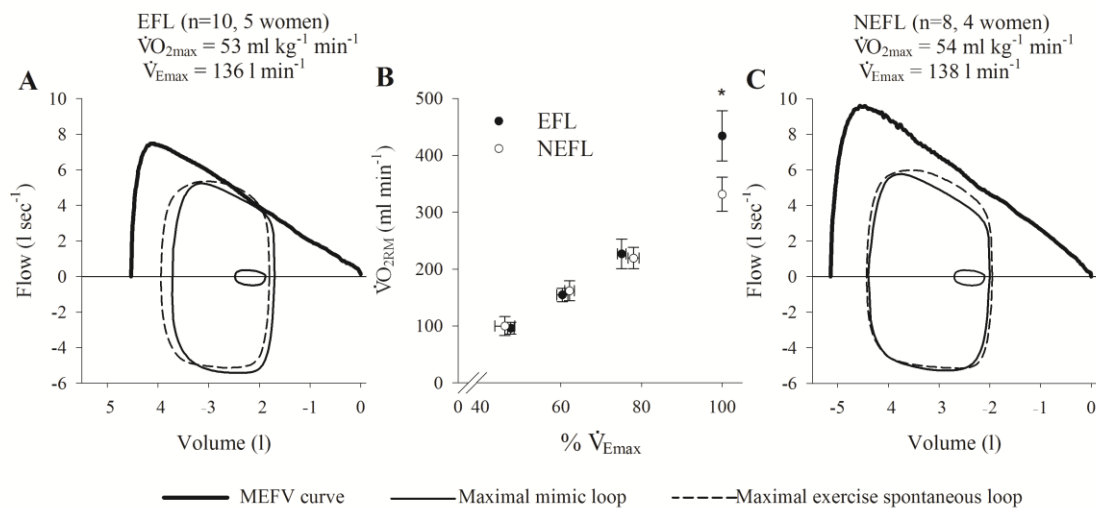 EFL (n=10, 5 women)
V̇O₂max = 53 ml kg⁻¹ min⁻¹
V̇Emax = 136 l min⁻¹
NEFL (n=8, 4 women)
V̇O₂max = 54 ml kg⁻¹ min⁻¹
V̇Emax = 138 l min⁻¹
A
10
8
6
4
2
0
-2
-4
-6
Flow (l sec⁻¹)
5 -4 -3 2 -1 0
Volume (l)
B
500
400
300
200
100
0
V̇O₂RM (ml min⁻¹)
EFL
NEFL
*
0 40 60 80 100
% V̇Emax
C
10
8
6
4
2
0
-2
-4
-6
Flow (l sec⁻¹)
-5 -4 3 -2 -1 0
Volume (l)
MEFV curve
Maximal mimic loop
Maximal exercise spontaneous loop